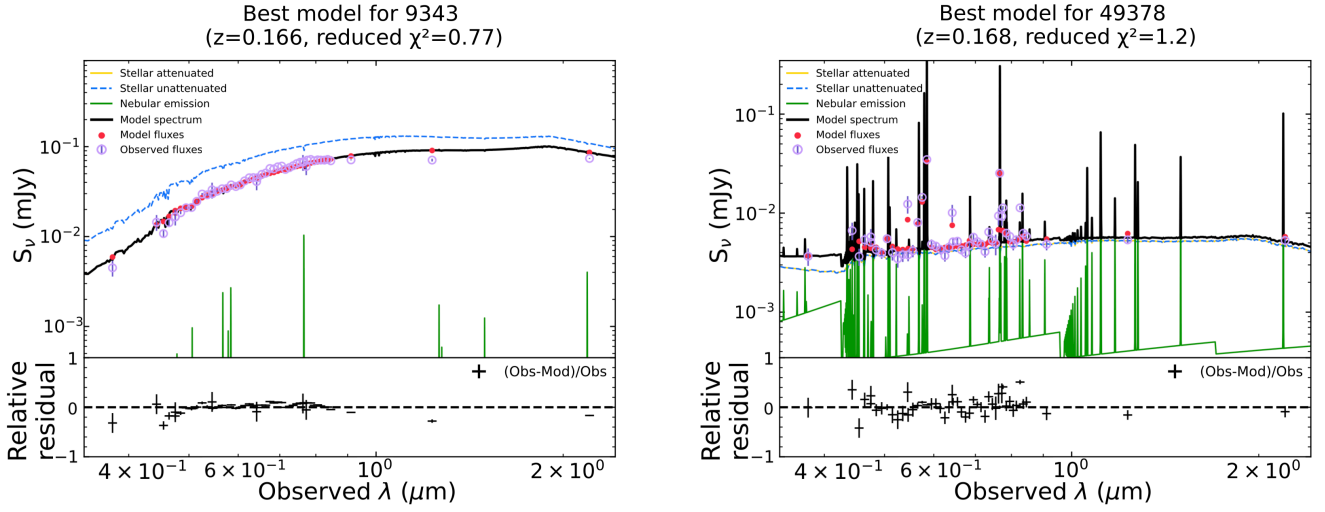 Best model for 9343
(z=0.166, reduced χ²=0.77)
Stellar attenuated
Stellar unattenuated
Nebular emission
Model spectrum
Model fluxes
Observed fluxes
10⁻¹
10⁻²
10⁻³
S_ν (mJy)
1
0
−1
Relative
residual
(Obs-Mod)/Obs
4 × 10⁻¹ 6 × 10⁻¹ 10⁰ 2 × 10⁰
Observed λ (μm)
Best model for 49378
(z=0.168, reduced χ²=1.2)
Stellar attenuated
Stellar unattenuated
Nebular emission
Model spectrum
Model fluxes
Observed fluxes
10⁻¹
10⁻²
10⁻³
S_ν (mJy)
1
0
−1
Relative
residual
(Obs-Mod)/Obs
4 × 10⁻¹ 6 × 10⁻¹ 10⁰ 2 × 10⁰
Observed λ (μm)